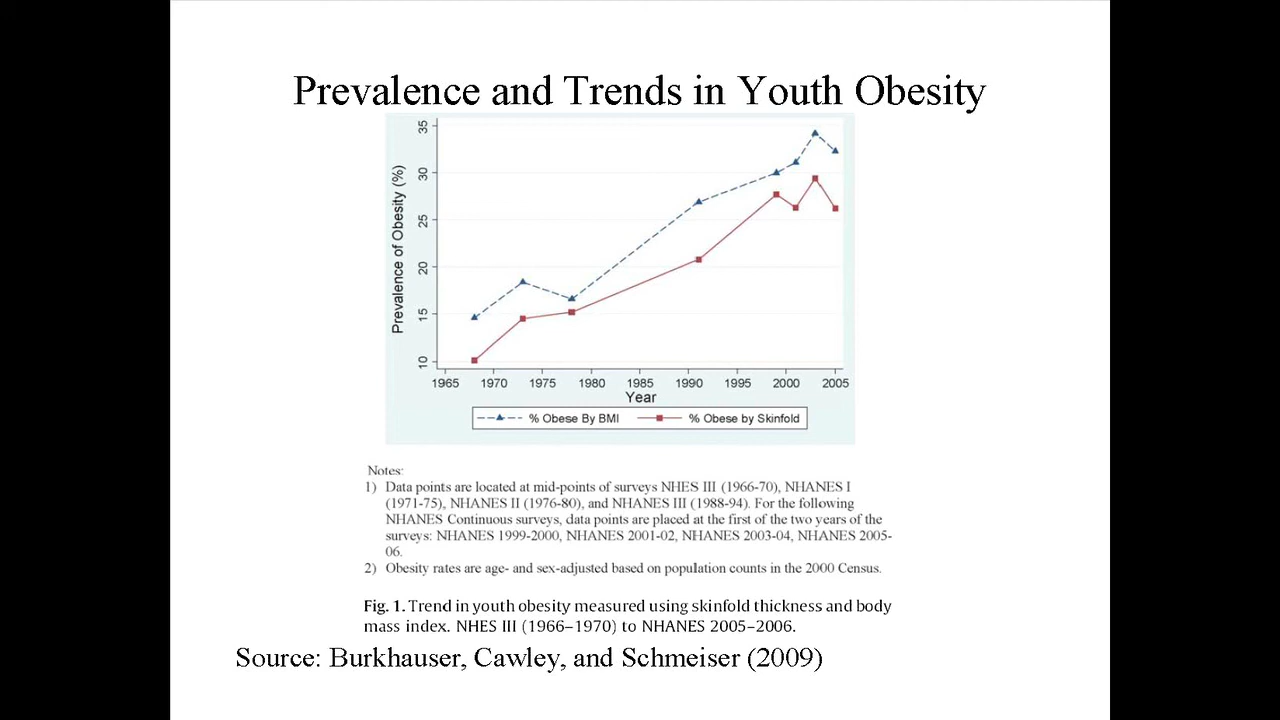 Prevalence and Trends in Youth Obesity
35
30
25
20
15
10
Prevalence of Obesity (%)
1965 1970 1975 1980 1985 1990 1995 2000 2005
Year
% Obese By BMI % Obese by Skinfold
Notes:
1) Data points are located at mid-points of surveys NHES III (1966-70), NHANES I
(1971-75), NHANES II (1976-80), and NHANES III (1988-94). For the following
NHANES Continuous surveys, data points are placed at the first of the two years of the
surveys: NHANES 1999-2000, NHANES 2001-02, NHANES 2003-04, NHANES 2005-
06.
2) Obesity rates are age- and sex-adjusted based on population counts in the 2000 Census.
Fig. 1. Trend in youth obesity measured using skinfold thickness and body
mass index. NHES III (1966–1970) to NHANES 2005–2006.
Source: Burkhauser, Cawley, and Schmeiser (2009)